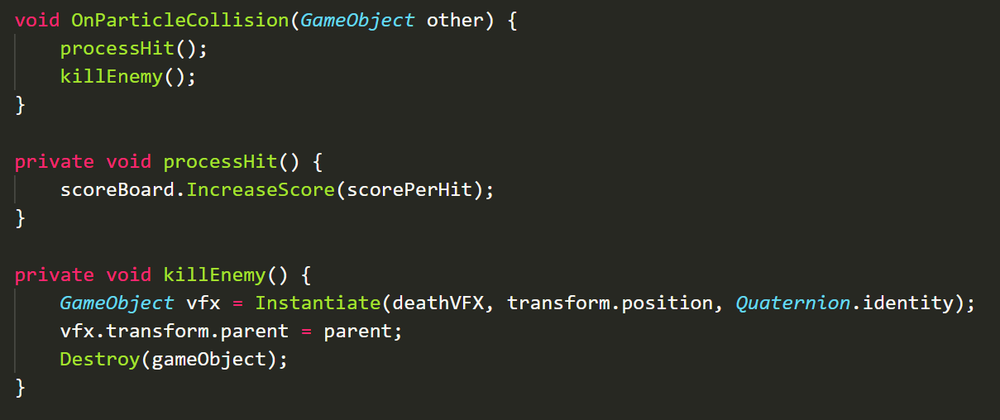 void OnParticleCollision(GameObject other) {
    processHit();
    killEnemy();
}

private void processHit() {
    scoreBoard.IncreaseScore(scorePerHit);
}

private void killEnemy() {
    GameObject vfx = Instantiate(deathVFX, transform.position, Quaternion.identity);
    vfx.transform.parent = parent;
    Destroy(gameObject);
}